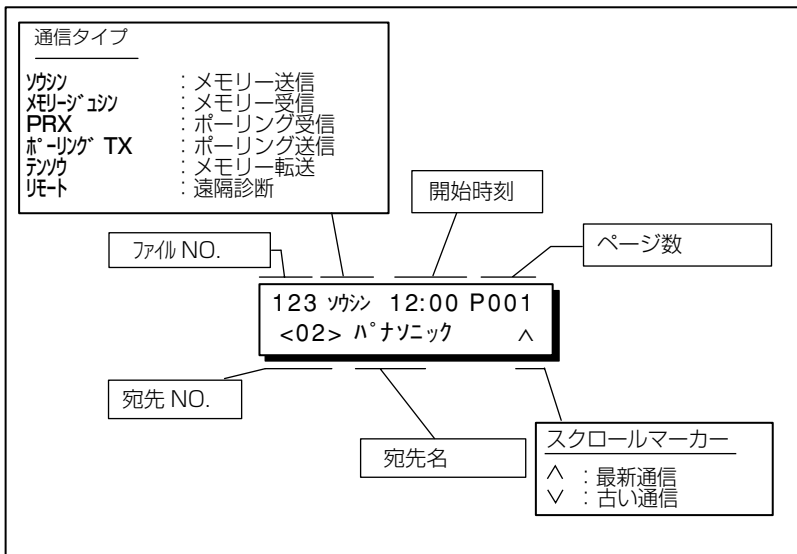 通信タイプ
ｿｳｼﾝ : メモリー送信
ﾒﾓﾘｰｼﾞｭｼﾝ : メモリー受信
PRX : ポーリング受信
ﾎﾟｰﾘﾝｸﾞ TX : ポーリング送信
ﾃﾝｿｳ : メモリー転送
ﾘﾓｰﾄ : 遠隔診断
開始時刻
ﾌｧｲﾙ NO.
ページ数
123 ｿｳｼﾝ 12:00 P001
<02> ﾊﾟﾅｿﾆｯｸ ∧
宛先 NO.
宛先名
スクロールマーカー
∧ : 最新通信
∨ : 古い通信